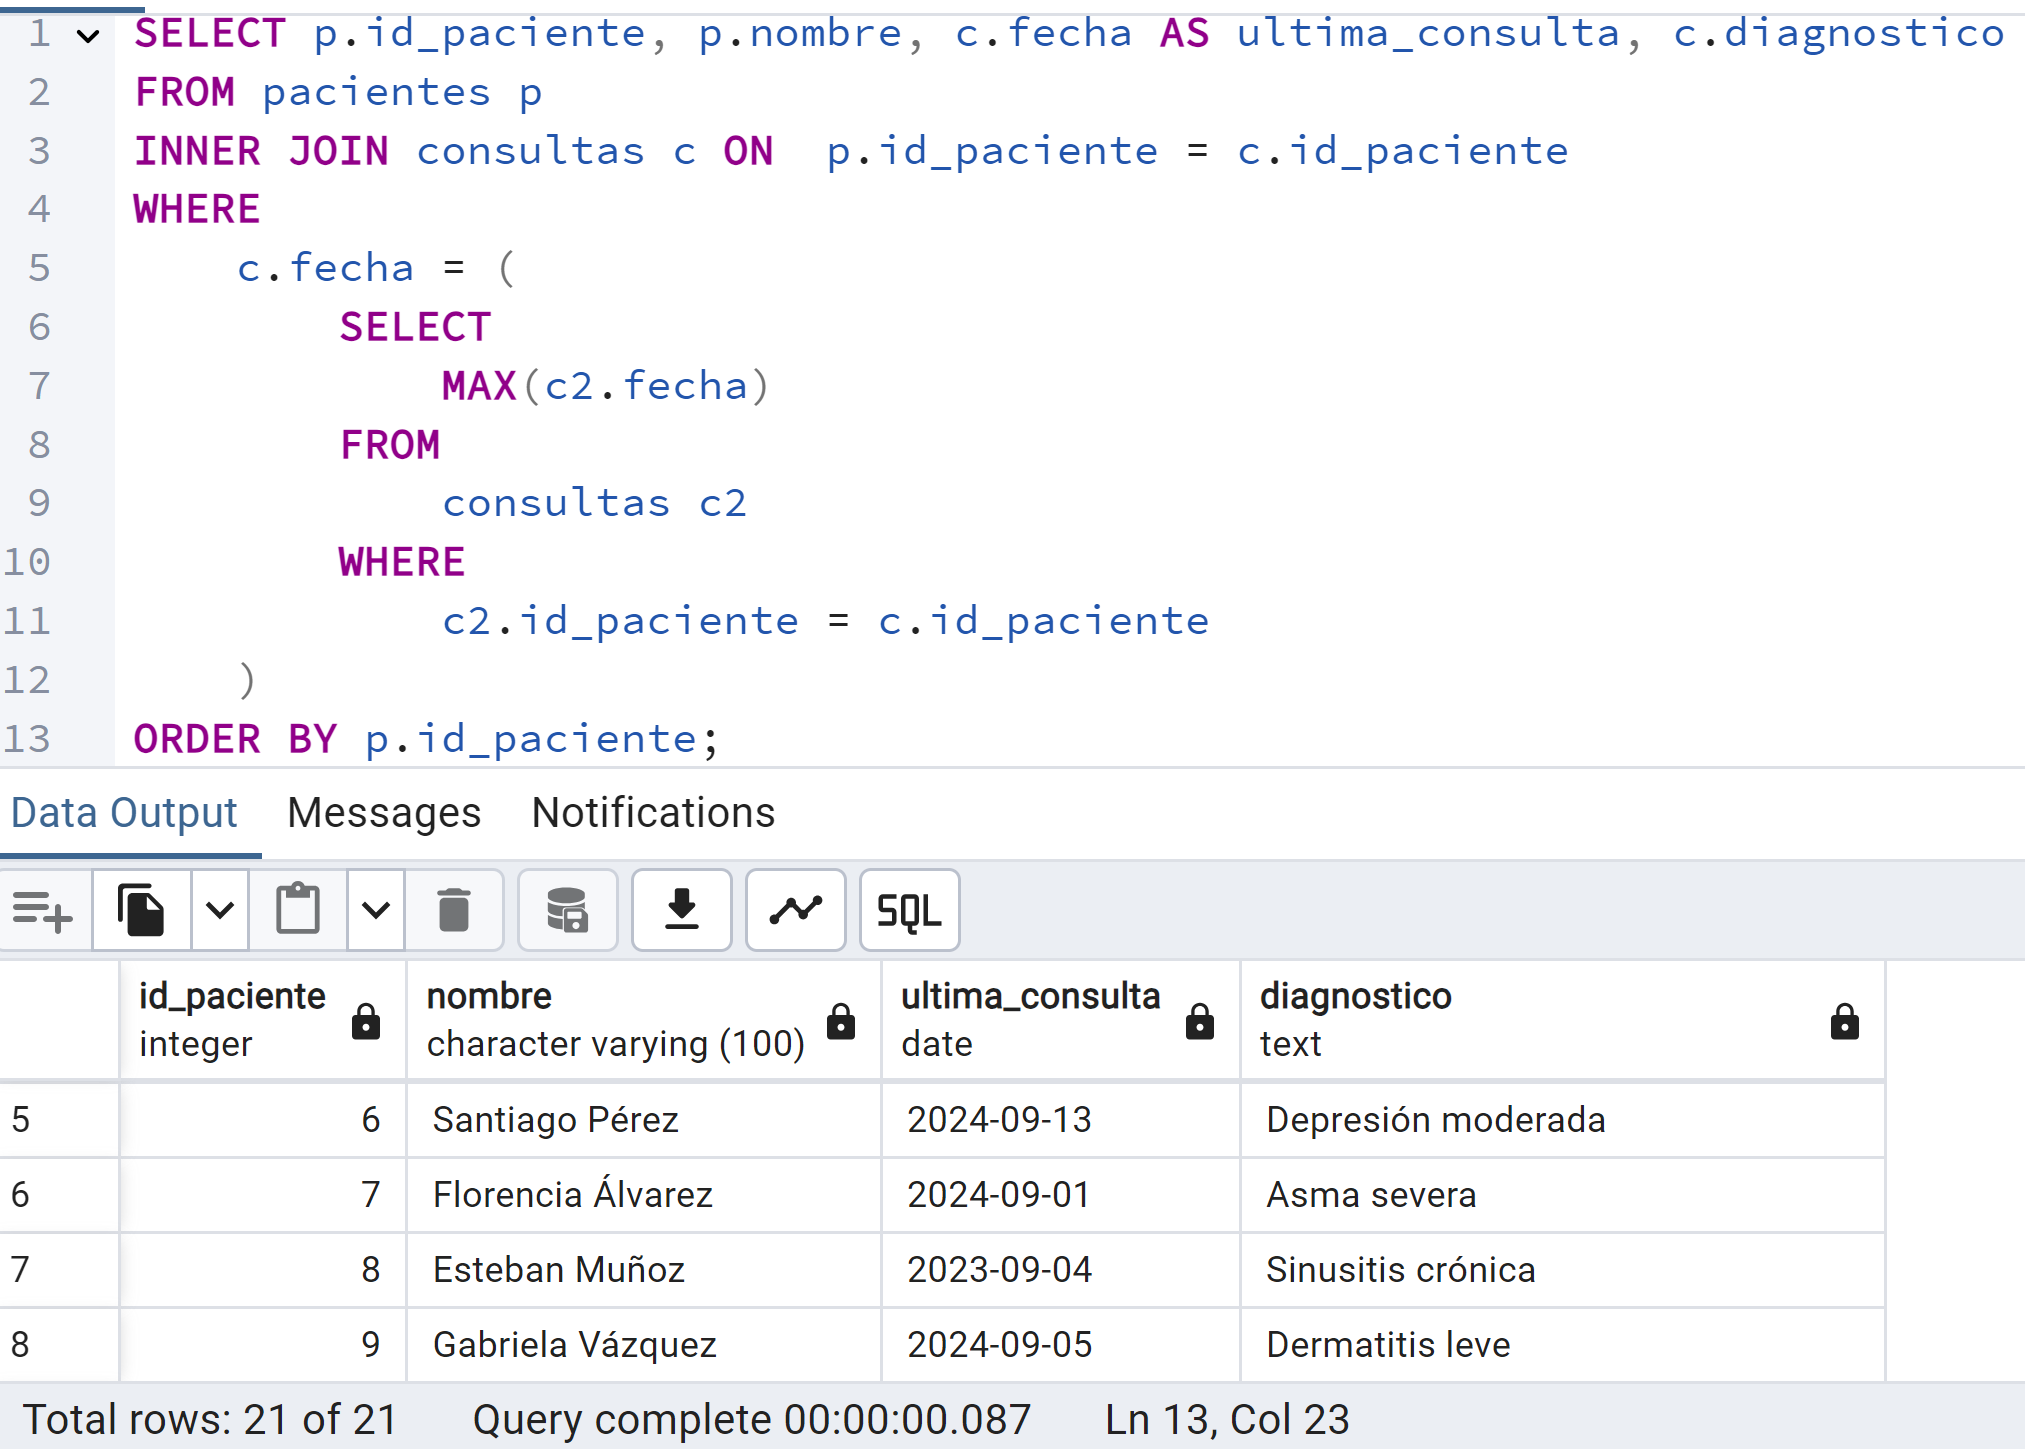 1 SELECT p.id_paciente, p.nombre, c.fecha AS ultima_consulta, c.diagnostico
2 FROM pacientes p
3 INNER JOIN consultas c ON  p.id_paciente = c.id_paciente
4 WHERE
5     c.fecha = (
6         SELECT
7             MAX(c2.fecha)
8         FROM
9             consultas c2
10         WHERE
11             c2.id_paciente = c.id_paciente
12     )
13 ORDER BY p.id_paciente;
Data Output Messages Notifications
SQL
id_paciente nombre ultima_consulta diagnostico
integer character varying (100) date text
5 6 Santiago Pérez 2024-09-13 Depresión moderada
6 7 Florencia Álvarez 2024-09-01 Asma severa
7 8 Esteban Muñoz 2023-09-04 Sinusitis crónica
8 9 Gabriela Vázquez 2024-09-05 Dermatitis leve
Total rows: 21 of 21 Query complete 00:00:00.087 Ln 13, Col 23